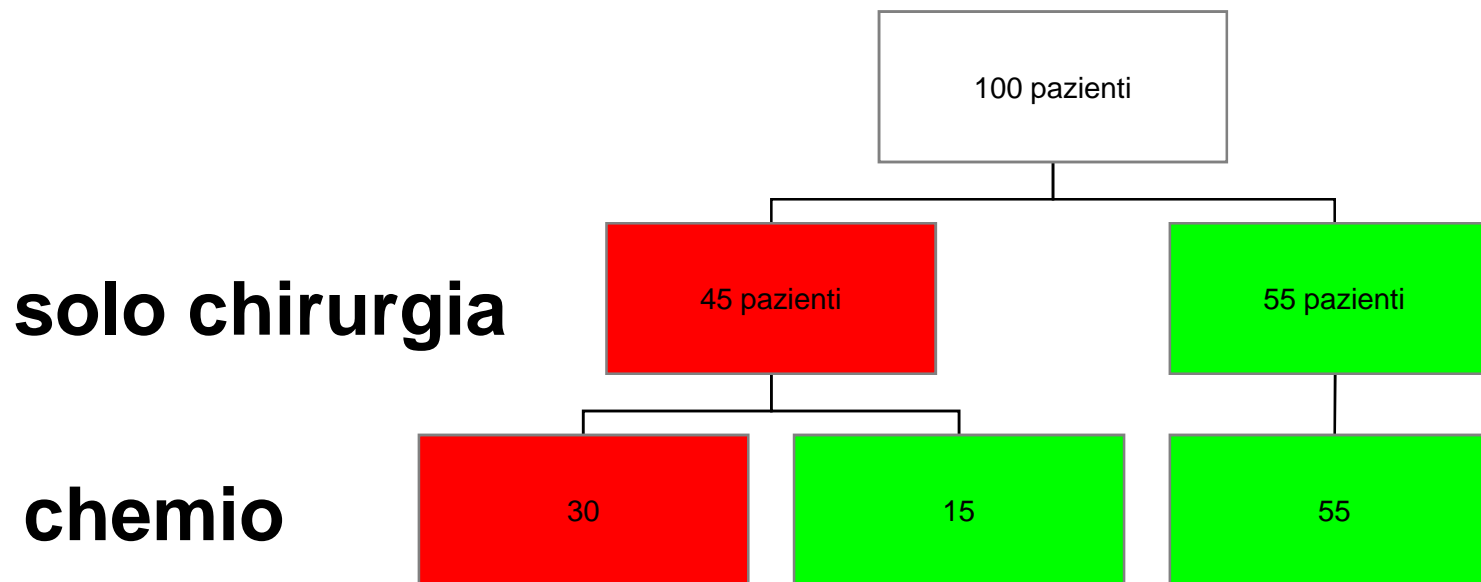 100 pazienti
solo chirurgia
45 pazienti
55 pazienti
chemio
30
15
55